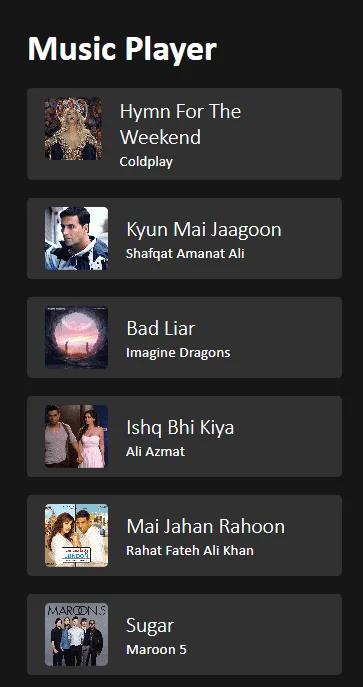 Music Player
Hymn For The
Weekend
Coldplay
Kyun Mai Jaagoon
Shafqat Amanat Ali
Bad Liar
Imagine Dragons
Ishq Bhi Kiya
Ali Azmat
Mai Jahan Rahoon
Rahat Fateh Ali Khan
LONDON
MAROON 5
Sugar
Maroon 5